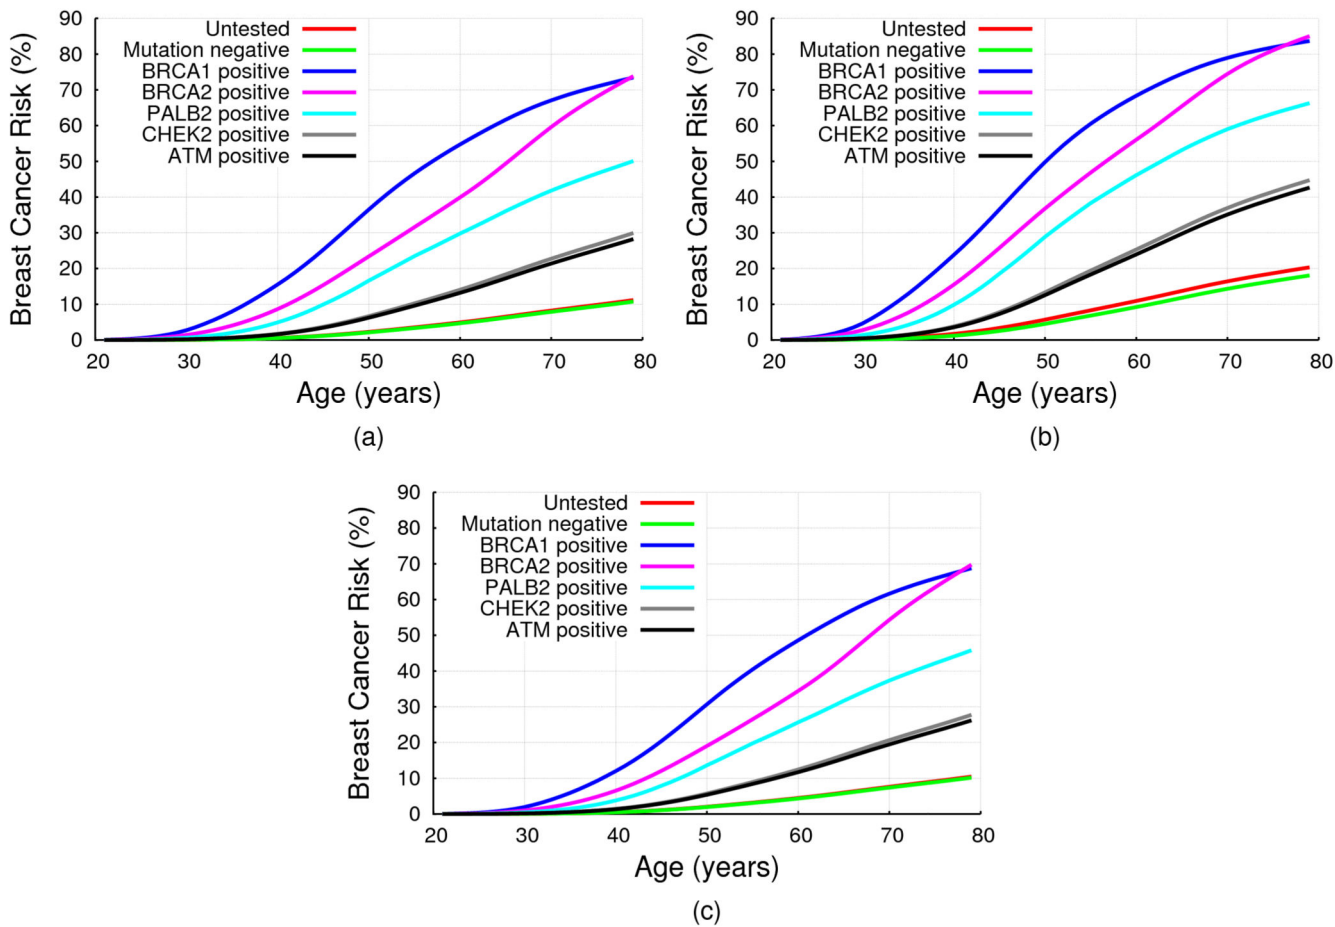 Breast Cancer Risk (%)
90
80
70
60
50
40
30
20
10
0
Untested
Mutation negative
BRCA1 positive
BRCA2 positive
PALB2 positive
CHEK2 positive
ATM positive
20 30 40 50 60 70 80
Age (years)
(a)
Breast Cancer Risk (%)
90
80
70
60
50
40
30
20
10
0
Untested
Mutation negative
BRCA1 positive
BRCA2 positive
PALB2 positive
CHEK2 positive
ATM positive
20 30 40 50 60 70 80
Age (years)
(b)
Breast Cancer Risk (%)
90
80
70
60
50
40
30
20
10
0
Untested
Mutation negative
BRCA1 positive
BRCA2 positive
PALB2 positive
CHEK2 positive
ATM positive
20 30 40 50 60 70 80
Age (years)
(c)